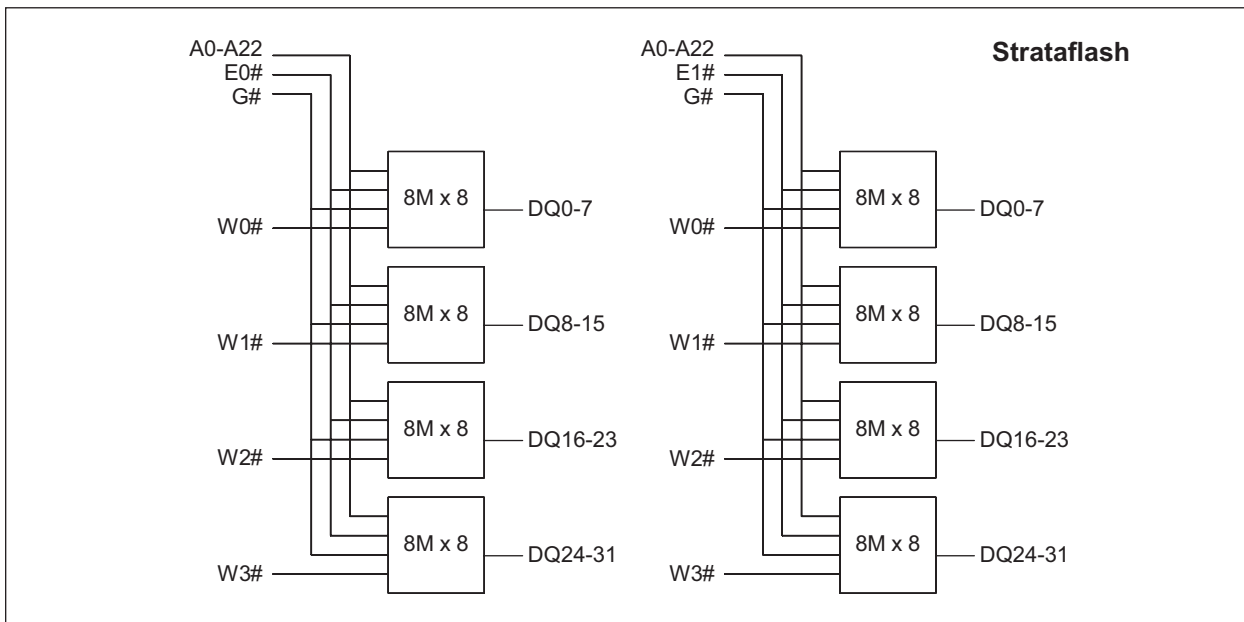 Strataflash
A0-A22
E0#
G#
8M x 8
DQ0-7
W0#
8M x 8
DQ8-15
W1#
8M x 8
DQ16-23
W2#
8M x 8
DQ24-31
W3#
A0-A22
E1#
G#
8M x 8
DQ0-7
W0#
8M x 8
DQ8-15
W1#
8M x 8
DQ16-23
W2#
8M x 8
DQ24-31
W3#